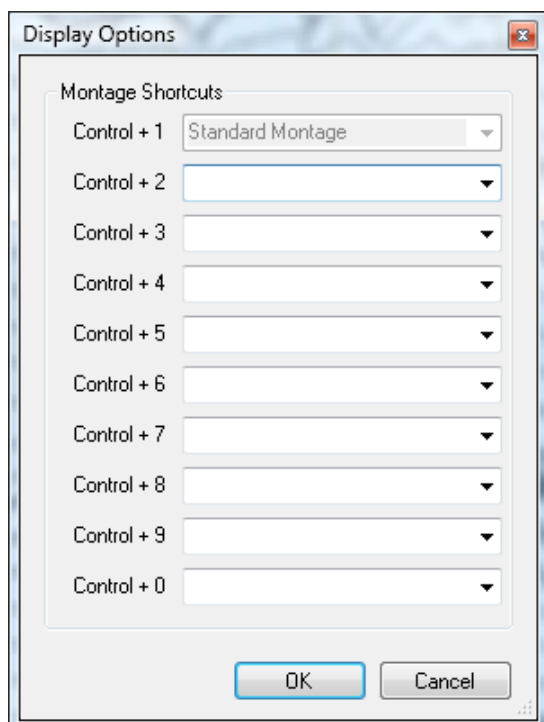 Display Options
Montage Shortcuts
Control + 1 Standard Montage
Control + 2
Control + 3
Control + 4
Control + 5
Control + 6
Control + 7
Control + 8
Control + 9
Control + 0
OK Cancel